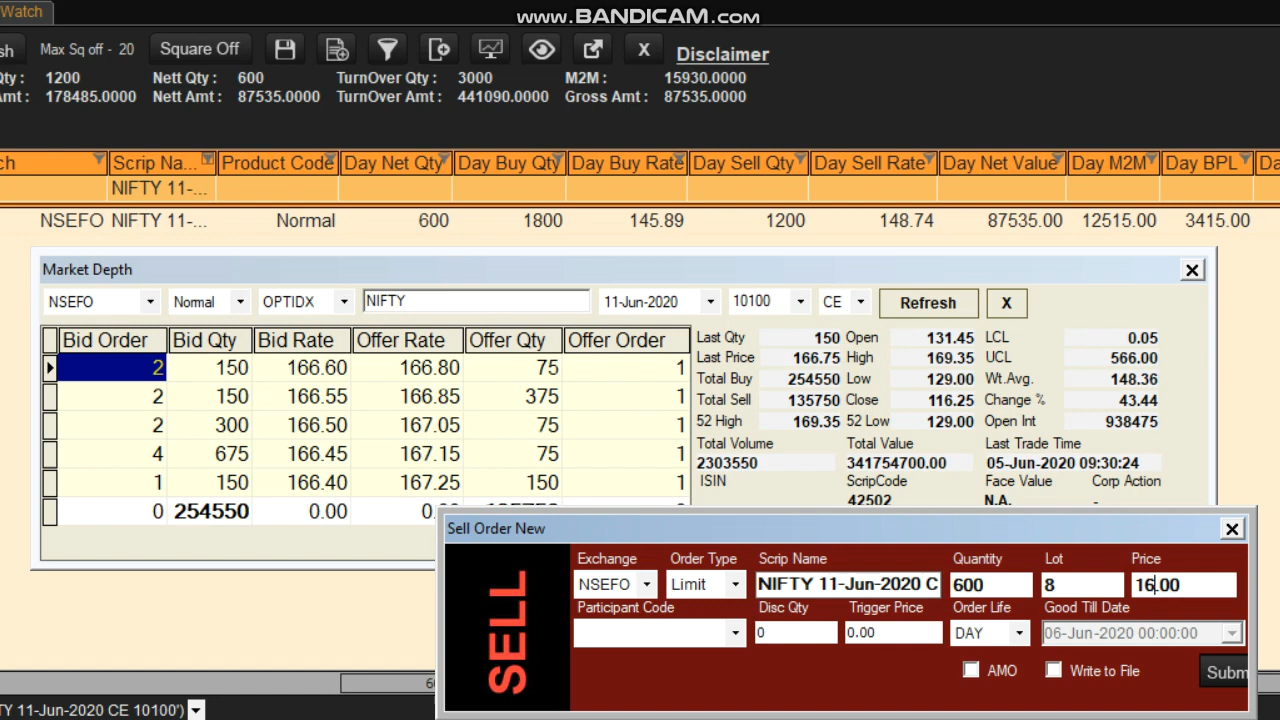 Watch
www.BANDICAM.com
sh Max Sq off - 20 Square Off X Disclaimer
Qty : 1200 Nett Qty : 600 TurnOver Qty : 3000 M2M : 15930.0000
Amt : 178485.0000 Nett Amt : 87535.0000 TurnOver Amt : 441090.0000 Gross Amt : 87535.0000
ch Scrip Na... Product Code Day Net Qty Day Buy Qty Day Buy Rate Day Sell Qty Day Sell Rate Day Net Value Day M2M Day BPL Da
NIFTY 11-...
NSEFO NIFTY 11-... Normal 600 1800 145.89 1200 148.74 87535.00 12515.00 3415.00
Market Depth
NSEFO Normal OPTIDX NIFTY 11-Jun-2020 10100 CE Refresh X
Bid Order Bid Qty Bid Rate Offer Rate Offer Qty Offer Order
2 150 166.60 166.80 75 1
2 150 166.55 166.85 375 1
2 300 166.50 167.05 75 1
4 675 166.45 167.15 75 1
1 150 166.40 167.25 150 1
0 254550 0.00
Last Qty 150 Open 131.45 LCL 0.05
Last Price 166.75 High 169.35 UCL 566.00
Total Buy 254550 Low 129.00 Wt.Avg. 148.36
Total Sell 135750 Close 116.25 Change % 43.44
52 High 169.35 52 Low 129.00 Open Int 938475
Total Volume Total Value Last Trade Time
2303550 341754700.00 05-Jun-2020 09:30:24
ISIN ScripCode Face Value Corp Action
42502 N.A. -
Sell Order New
SELL
Exchange Order Type Scrip Name Quantity Lot Price
NSEFO Limit NIFTY 11-Jun-2020 C 600 8 16.00
Participant Code Disc Qty Trigger Price Order Life Good Till Date
0 0.00 DAY 06-Jun-2020 00:00:00
AMO Write to File Subm
TY 11-Jun-2020 CE 10100')